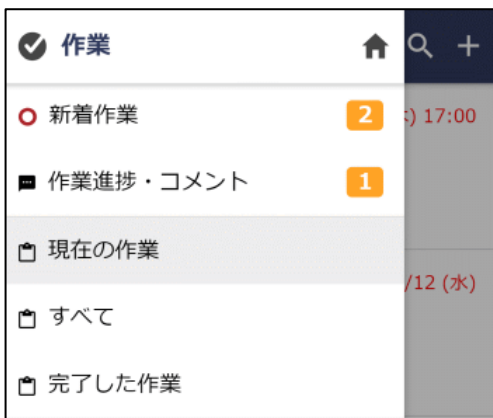 作業
新着作業 2
) 17:00
作業進捗・コメント 1
現在の作業
/12 (水)
すべて
完了した作業